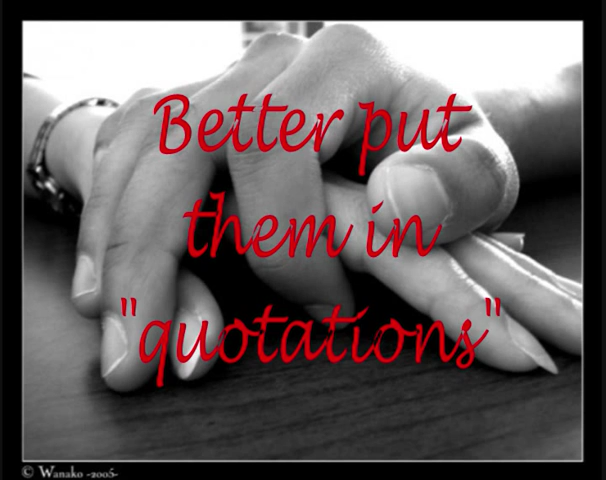 Better put
them in
"quotations"
© Wanako -2005-